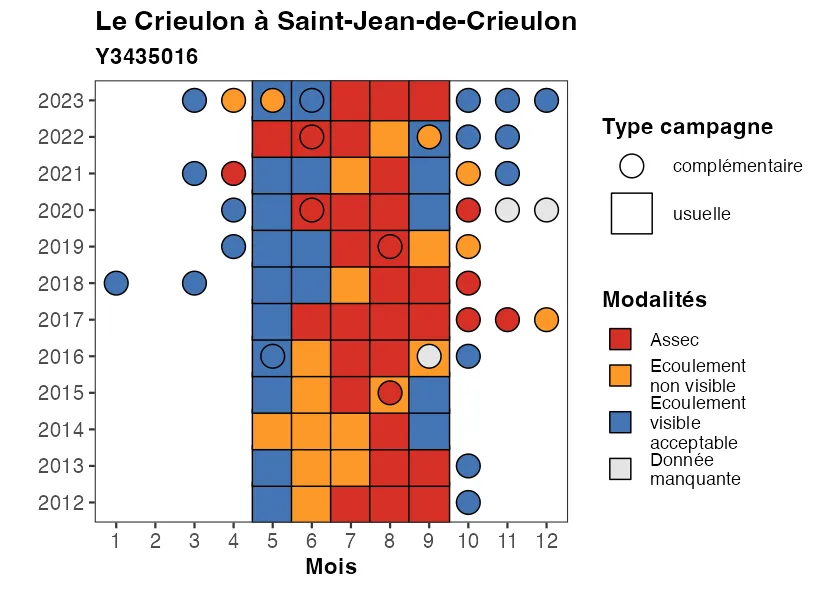 Le Crieulon à Saint-Jean-de-Crieulon
Y3435016
2023
2022
2021
2020
2019
2018
2017
2016
2015
2014
2013
2012
1 2 3 4 5 6 7 8 9 10 11 12
Mois
Type campagne
complémentaire
usuelle
Modalités
Assec
Ecoulement
non visible
Ecoulement
visible
acceptable
Donnée
manquante